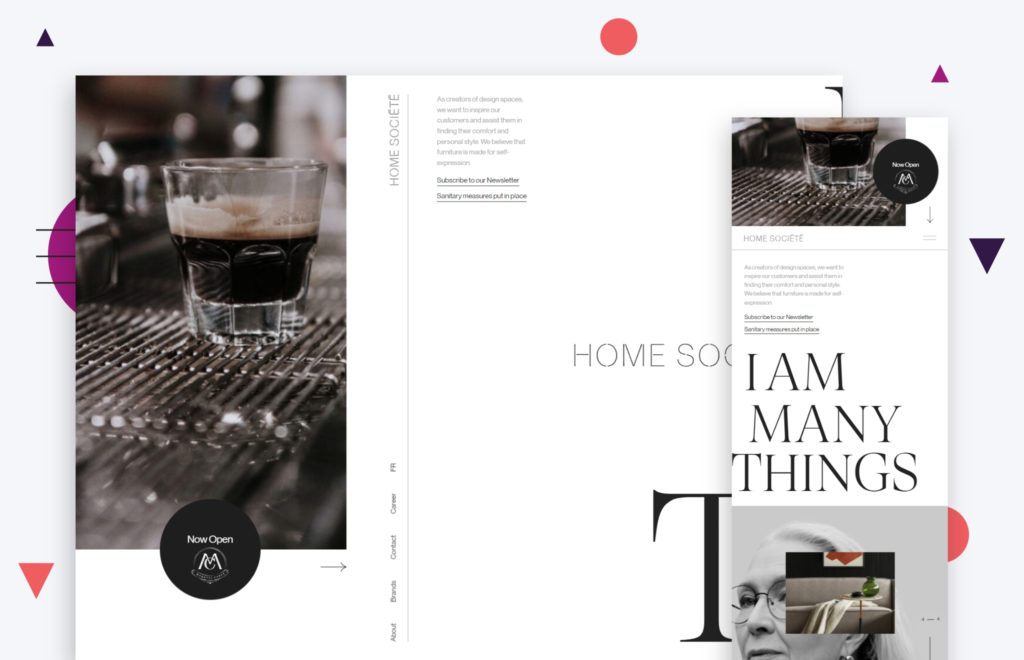 HOME SOCIÉTÉ
As creators of design spaces,
we want to inspire our
customers and assist them in
finding their comfort and
personal style. We believe that
furniture is made for self-
expression.
Subscribe to our Newsletter
Sanitary measures put in place
HOME SOC
T
Now Open
FR
Career
Contact
Brands
About
Now Open
HOME SOCIÉTÉ
As creators of design spaces, we want to
inspire our customers and assist them in
finding their comfort and personal style.
We believe that furniture is made for self-
expression.
Subscribe to our Newsletter
Sanitary measures put in place
I AM
MANY
THINGS